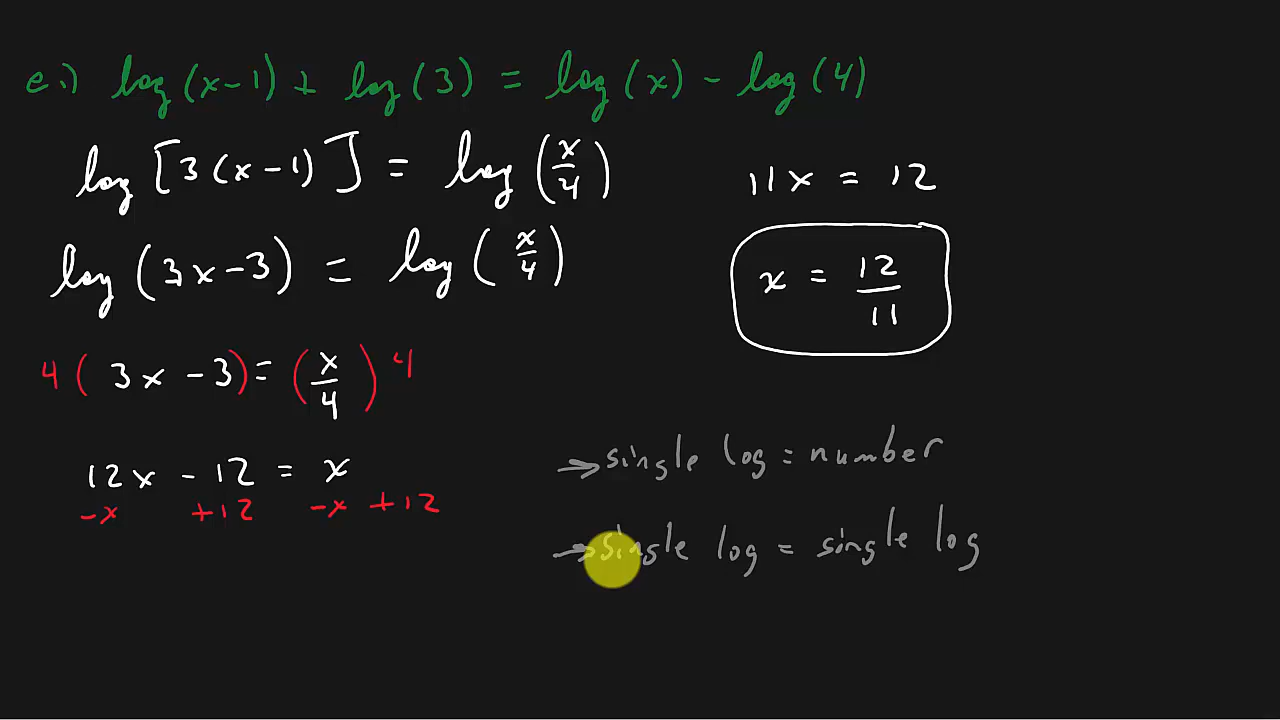 e.) log(x-1) + log(3) = log(x) - log(4)
log[3(x-1)] = log(x/4)
log(3x-3) = log(x/4)
4(3x-3) = (x/4)4
12x - 12 = x
-x +12 -x +12
11x = 12
x = 12/11
→single log = number
→single log = single log